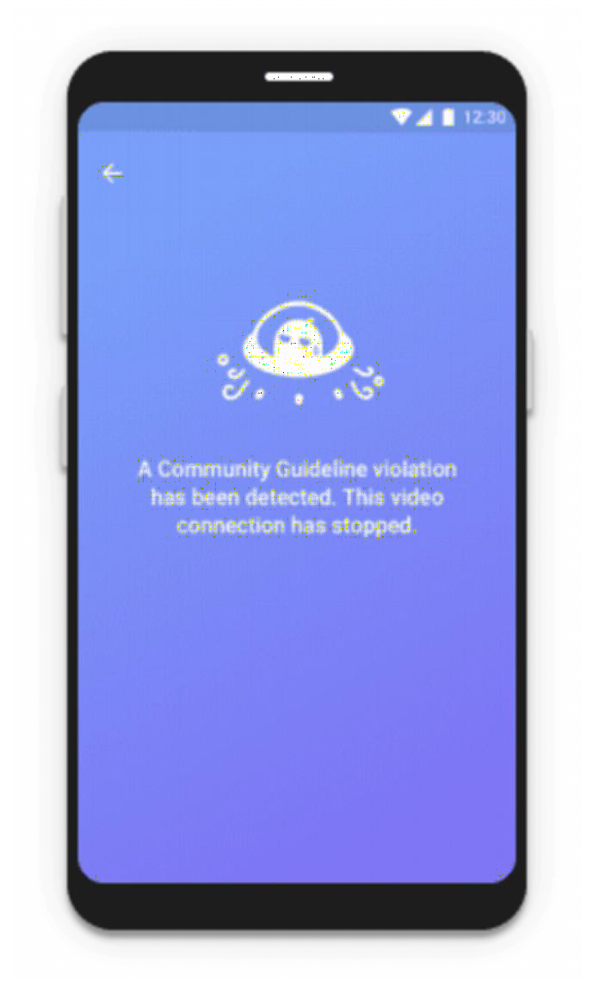 12:30
A Community Guideline violation
has been detected. This video
connection has stopped.